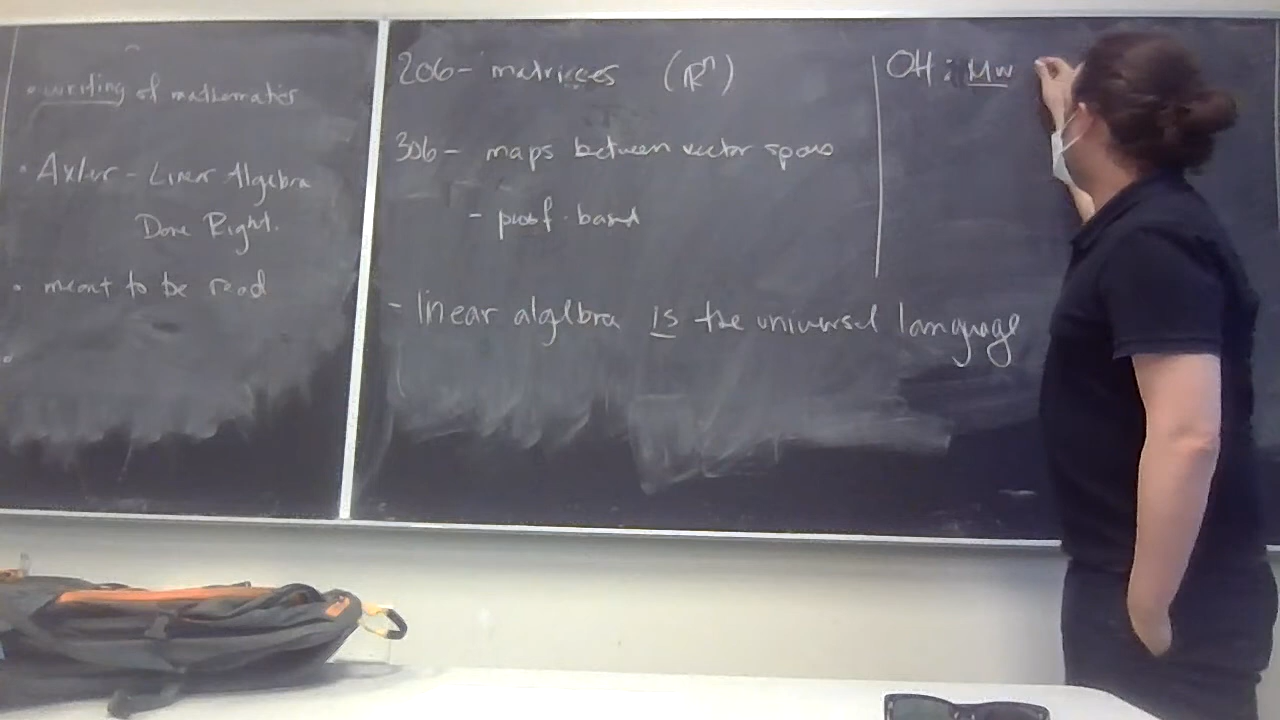 • writing of mathematics
• Axler - Linear Algebra
Done Right.
• meant to be read
206 - matrices (Rⁿ)
306 - maps between vector spaces
- proof-based
- linear algebra is the universal language
OH: MW